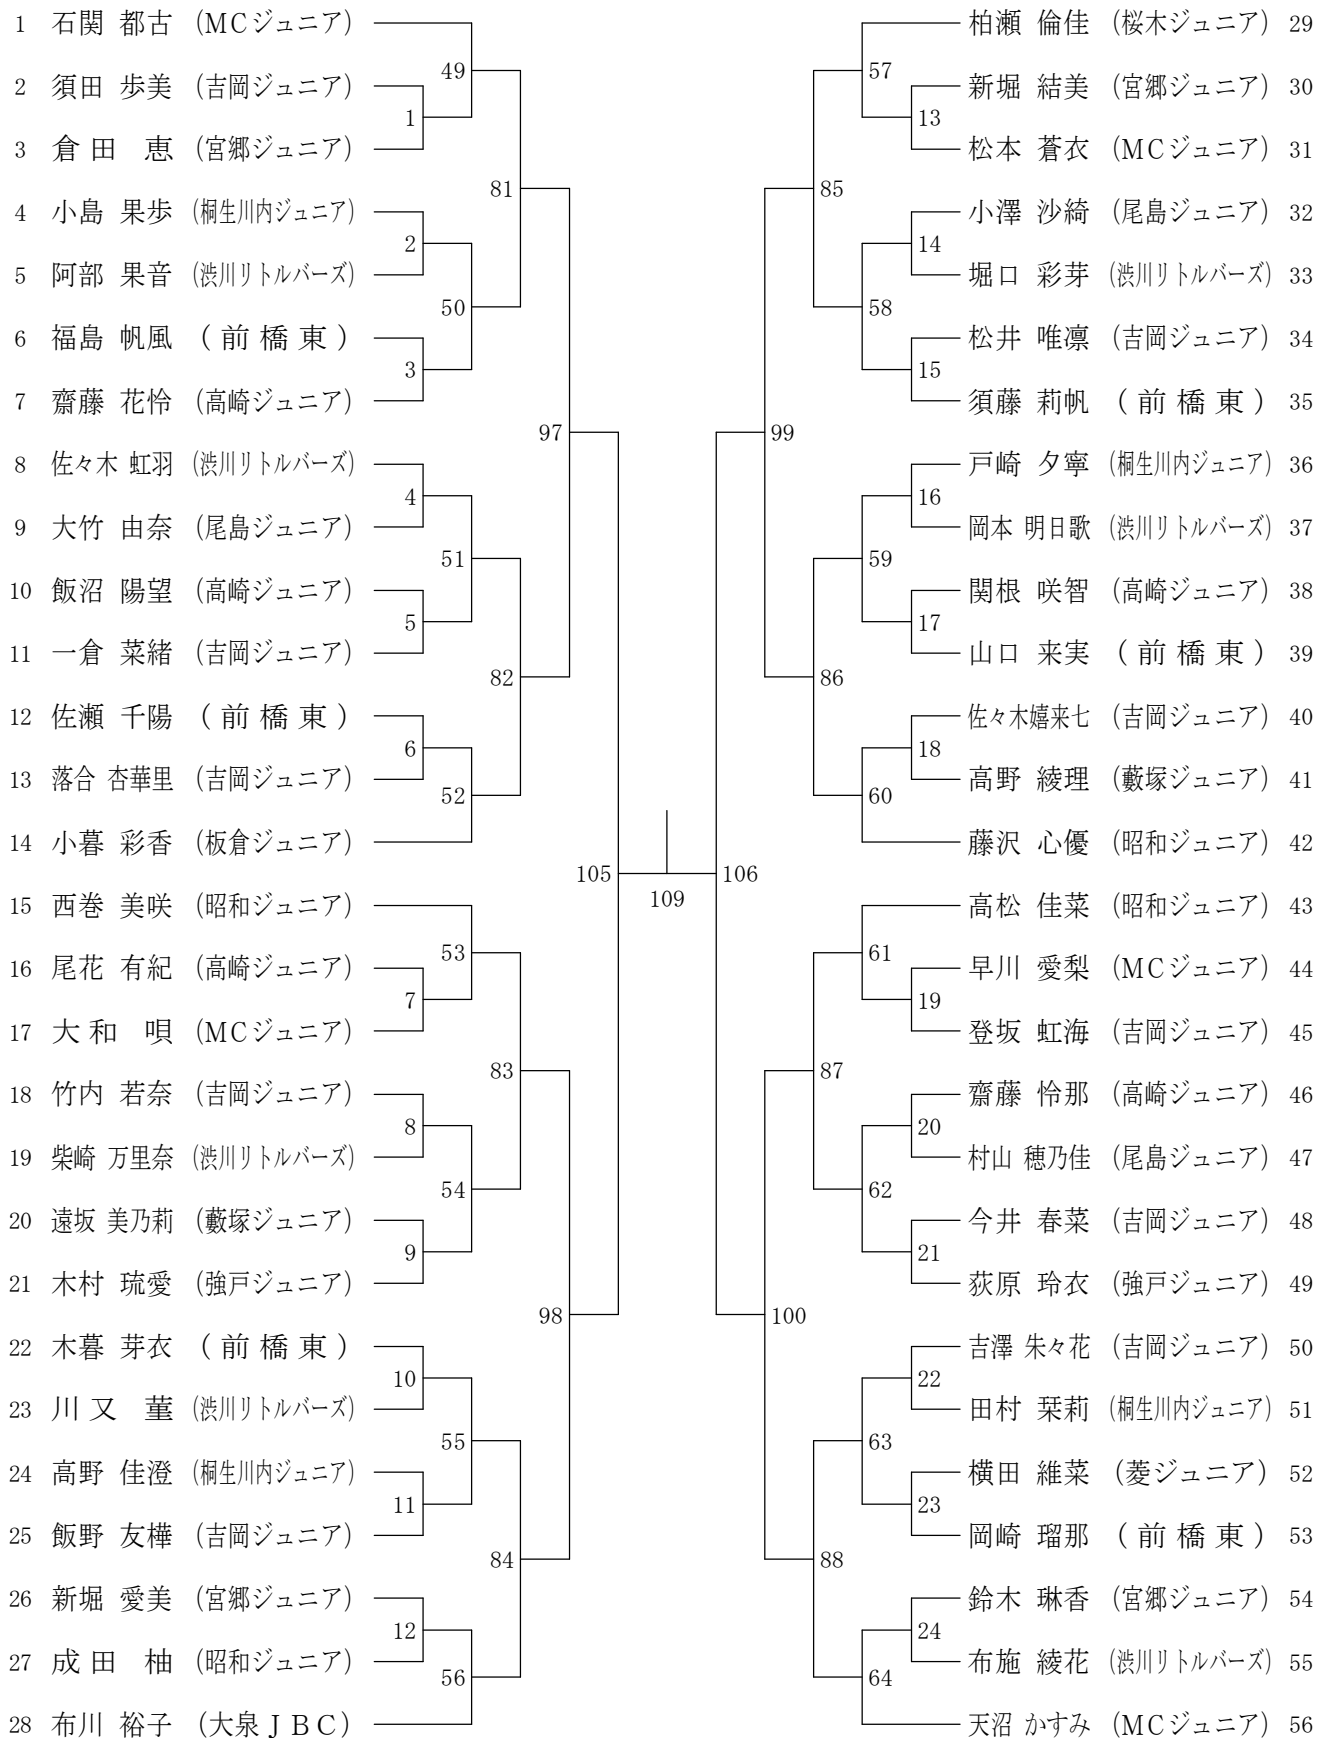 1 石関 都古 (MCジュニア)
2 須田 歩美 (吉岡ジュニア)
3 倉田 恵 (宮郷ジュニア)
4 小島 果歩 (桐生川内ジュニア)
5 阿部 果音 (渋川リトルバーズ)
6 福島 帆風 (前橋東)
7 齋藤 花怜 (高崎ジュニア)
8 佐々木 虹羽 (渋川リトルバーズ)
9 大竹 由奈 (尾島ジュニア)
10 飯沼 陽望 (高崎ジュニア)
11 一倉 菜緒 (吉岡ジュニア)
12 佐瀬 千陽 (前橋東)
13 落合 杏華里 (吉岡ジュニア)
14 小暮 彩香 (板倉ジュニア)
15 西巻 美咲 (昭和ジュニア)
16 尾花 有紀 (高崎ジュニア)
17 大和 唄 (MCジュニア)
18 竹内 若奈 (吉岡ジュニア)
19 柴崎 万里奈 (渋川リトルバーズ)
20 遠坂 美乃莉 (藪塚ジュニア)
21 木村 琉愛 (強戸ジュニア)
22 木暮 芽衣 (前橋東)
23 川又 菫 (渋川リトルバーズ)
24 高野 佳澄 (桐生川内ジュニア)
25 飯野 友樺 (吉岡ジュニア)
26 新堀 愛美 (宮郷ジュニア)
27 成田 柚 (昭和ジュニア)
28 布川 裕子 (大泉JBC)
1
2
3
4
5
6
7
8
9
10
11
12
49
50
51
52
53
54
55
56
81
82
83
84
97
98
105
109
106
99
100
85
86
87
88
57
58
59
60
61
62
63
64
13
14
15
16
17
18
19
20
21
22
23
24
柏瀬 倫佳 (桜木ジュニア) 29
新堀 結美 (宮郷ジュニア) 30
松本 蒼衣 (MCジュニア) 31
小澤 沙綺 (尾島ジュニア) 32
堀口 彩芽 (渋川リトルバーズ) 33
松井 唯凛 (吉岡ジュニア) 34
須藤 莉帆 (前橋東) 35
戸崎 夕寧 (桐生川内ジュニア) 36
岡本 明日歌 (渋川リトルバーズ) 37
関根 咲智 (高崎ジュニア) 38
山口 来実 (前橋東) 39
佐々木嬉来七 (吉岡ジュニア) 40
高野 綾理 (藪塚ジュニア) 41
藤沢 心優 (昭和ジュニア) 42
高松 佳菜 (昭和ジュニア) 43
早川 愛梨 (MCジュニア) 44
登坂 虹海 (吉岡ジュニア) 45
齋藤 怜那 (高崎ジュニア) 46
村山 穂乃佳 (尾島ジュニア) 47
今井 春菜 (吉岡ジュニア) 48
荻原 玲衣 (強戸ジュニア) 49
吉澤 朱々花 (吉岡ジュニア) 50
田村 栞莉 (桐生川内ジュニア) 51
横田 維菜 (菱ジュニア) 52
岡崎 瑠那 (前橋東) 53
鈴木 琳香 (宮郷ジュニア) 54
布施 綾花 (渋川リトルバーズ) 55
天沼 かすみ (MCジュニア) 56